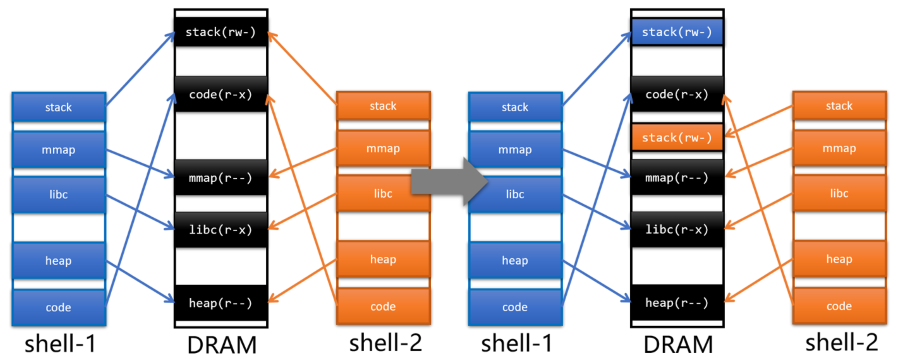 stack(rw-)
code(r-x)
mmap(r--)
libc(r-x)
heap(r--)
stack
mmap
libc
heap
code
stack
mmap
libc
heap
code
shell-1
DRAM
shell-2
stack(rw-)
code(r-x)
stack(rw-)
mmap(r--)
libc(r-x)
heap(r--)
stack
mmap
libc
heap
code
stack
mmap
libc
heap
code
shell-1
DRAM
shell-2